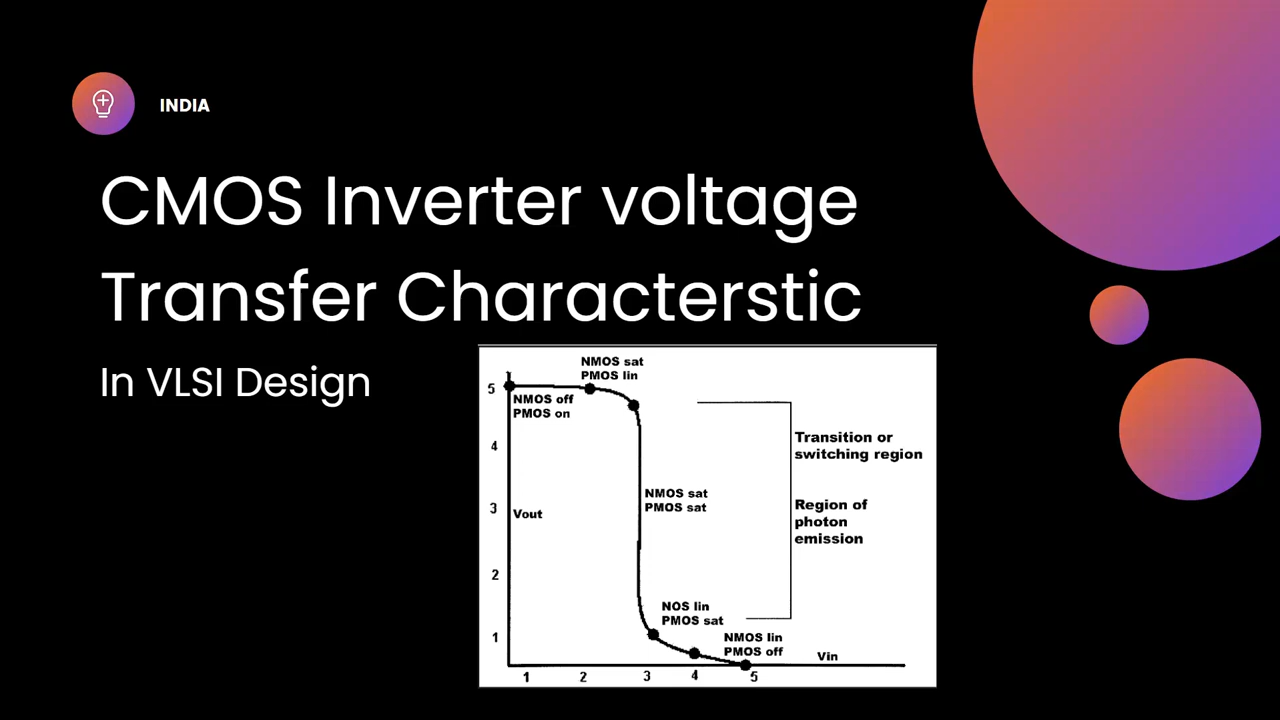 INDIA
CMOS Inverter voltage
Transfer Characterstic
In VLSI Design
NMOS sat
PMOS lin
5
NMOS off
PMOS on
4
Transition or
switching region
NMOS sat
PMOS sat
3
Vout
Region of
photon
emission
2
NOS lin
PMOS sat
1
NMOS lin
PMOS off
Vin
1 2 3 4 5